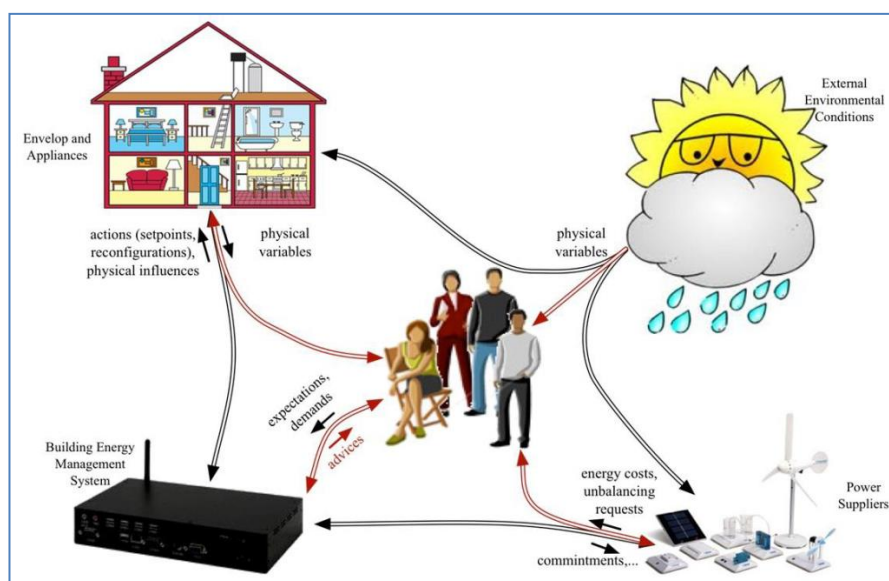 External
Environmental
Conditions
Envelop and
Appliances
actions (setpoints,
reconfigurations),
physical influences
physical
variables
physical
variables
expectations,
demands
advices
Building Energy
Management
System
energy costs,
unbalancing
requests
Power
Suppliers
commintments,...